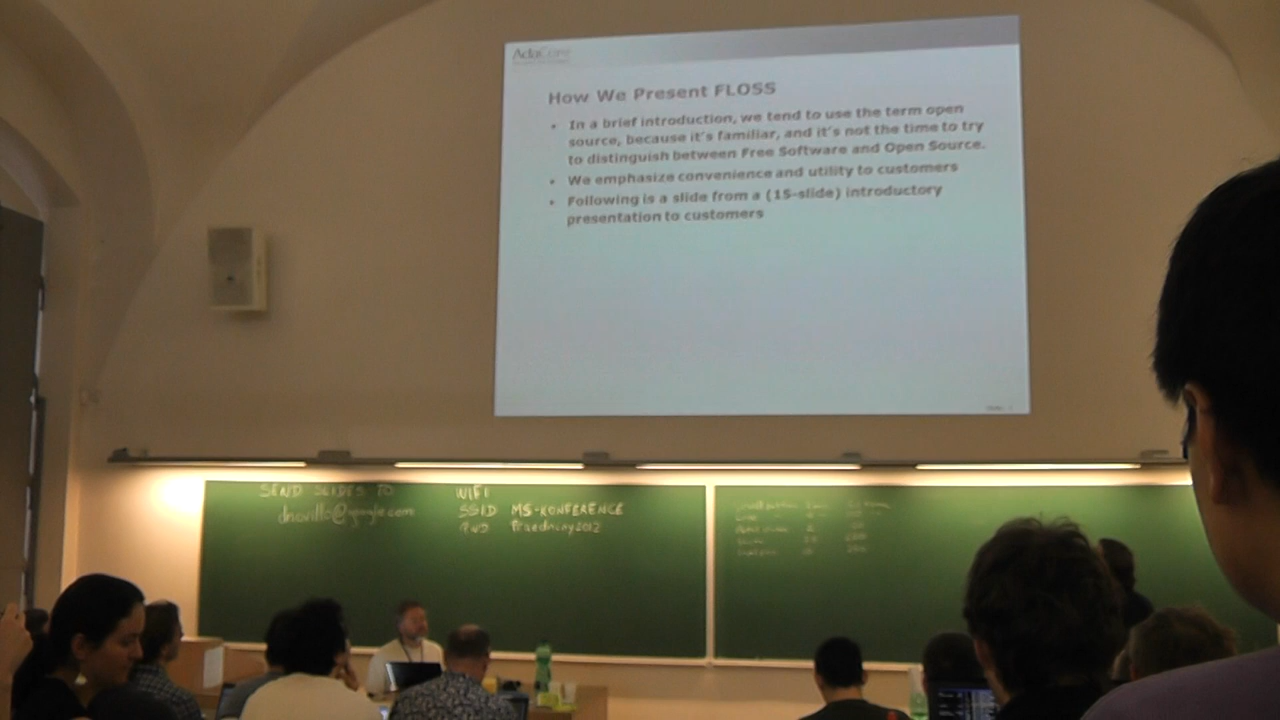 AdaCore
How We Present FLOSS
• In a brief introduction, we tend to use the term open
source, because it's familiar, and it's not the time to try
to distinguish between Free Software and Open Source.
• We emphasize convenience and utility to customers
• Following is a slide from a (15-slide) introductory
presentation to customers
SEND SLIDES TO
dnovillo@google.com
WIFI
SSID MS-KONFERENCE